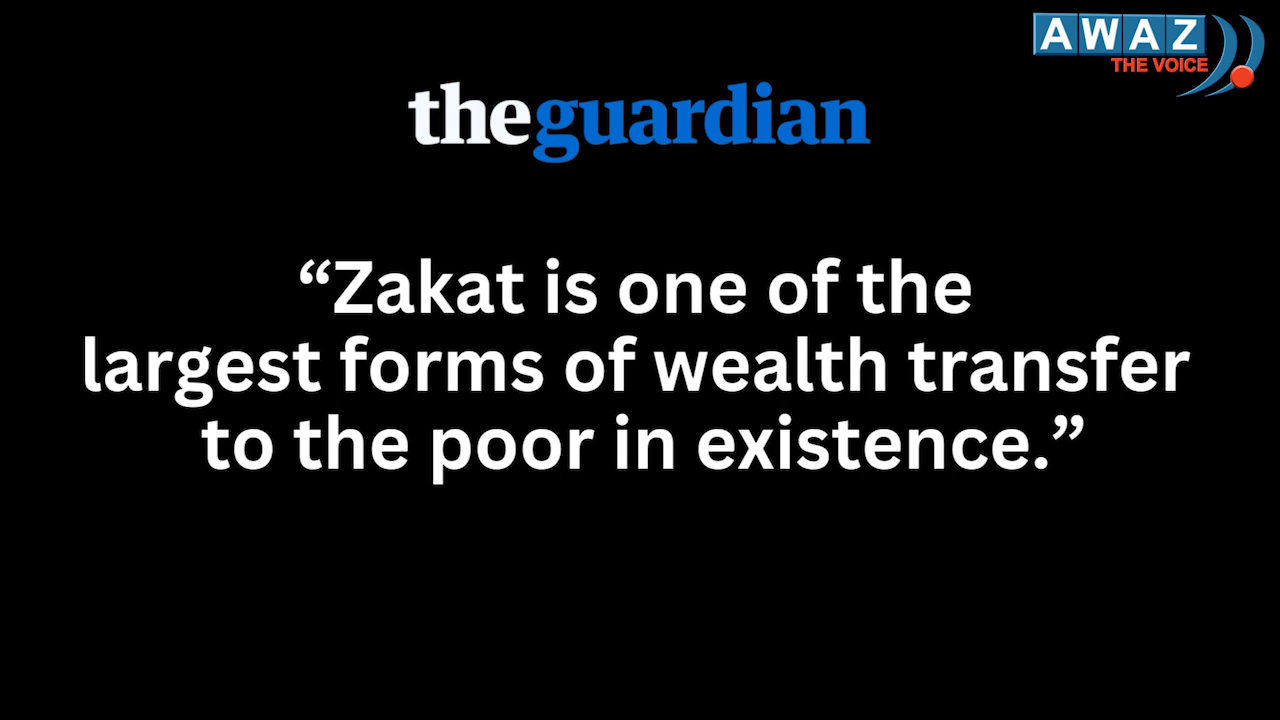 AWAZ
THE VOICE
theguardian
“Zakat is one of the
largest forms of wealth transfer
to the poor in existence.”